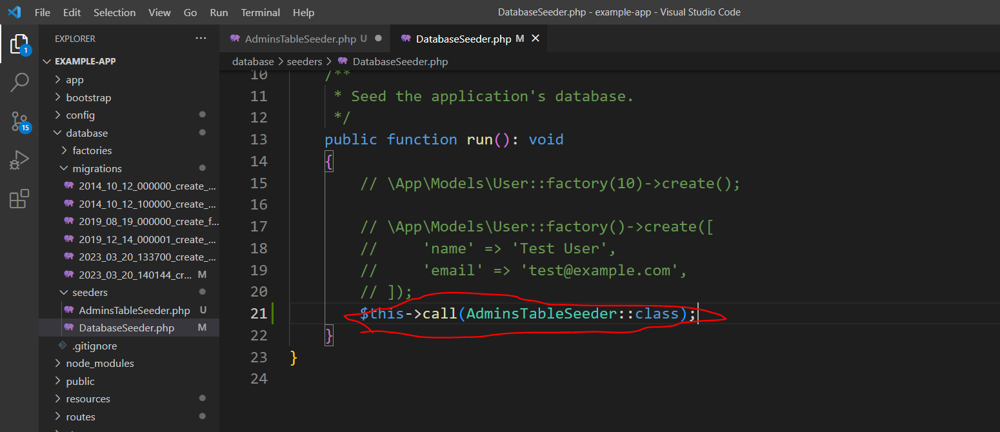 File Edit Selection View Go Run Terminal Help DatabaseSeeder.php - example-app - Visual Studio Code
EXPLORER ...
1
15
EXAMPLE-APP
app
bootstrap
config
database
factories
migrations
2014_10_12_000000_create_...
2014_10_12_100000_create_...
2019_08_19_000000_create_f...
2019_12_14_000001_create_...
2023_03_20_133700_create_...
2023_03_20_140144_cr... M
seeders
AdminsTableSeeder.php U
DatabaseSeeder.php M
.gitignore
node_modules
public
resources
routes
AdminsTableSeeder.php U DatabaseSeeder.php M
database > seeders > DatabaseSeeder.php
10 /**
11 * Seed the application's database.
12 */
13 public function run(): void
14 {
15 // \App\Models\User::factory(10)->create();
16
17 // \App\Models\User::factory()->create([
18 // 'name' => 'Test User',
19 // 'email' => 'test@example.com',
20 // ]);
21 $this->call(AdminsTableSeeder::class);
22 }
23 }
24